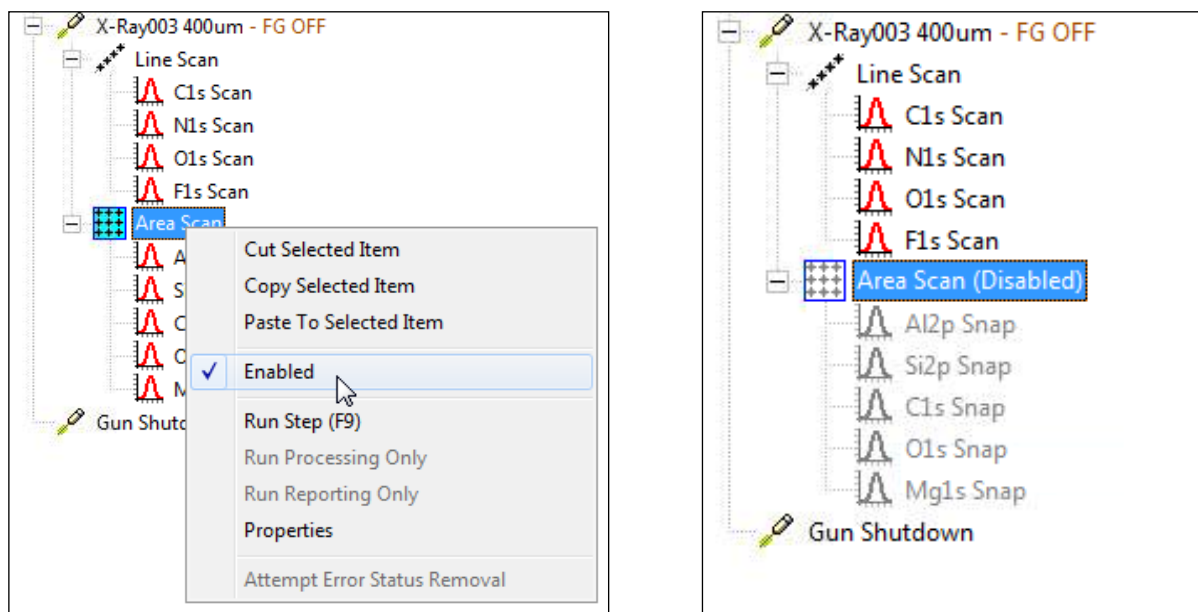 X-Ray003 400um - FG OFF
Line Scan
C1s Scan
N1s Scan
O1s Scan
F1s Scan
Area Scan
A
S
C
O
M
Gun Shutd
Cut Selected Item
Copy Selected Item
Paste To Selected Item
Enabled
Run Step (F9)
Run Processing Only
Run Reporting Only
Properties
Attempt Error Status Removal
X-Ray003 400um - FG OFF
Line Scan
C1s Scan
N1s Scan
O1s Scan
F1s Scan
Area Scan (Disabled)
Al2p Snap
Si2p Snap
C1s Snap
O1s Snap
Mg1s Snap
Gun Shutdown